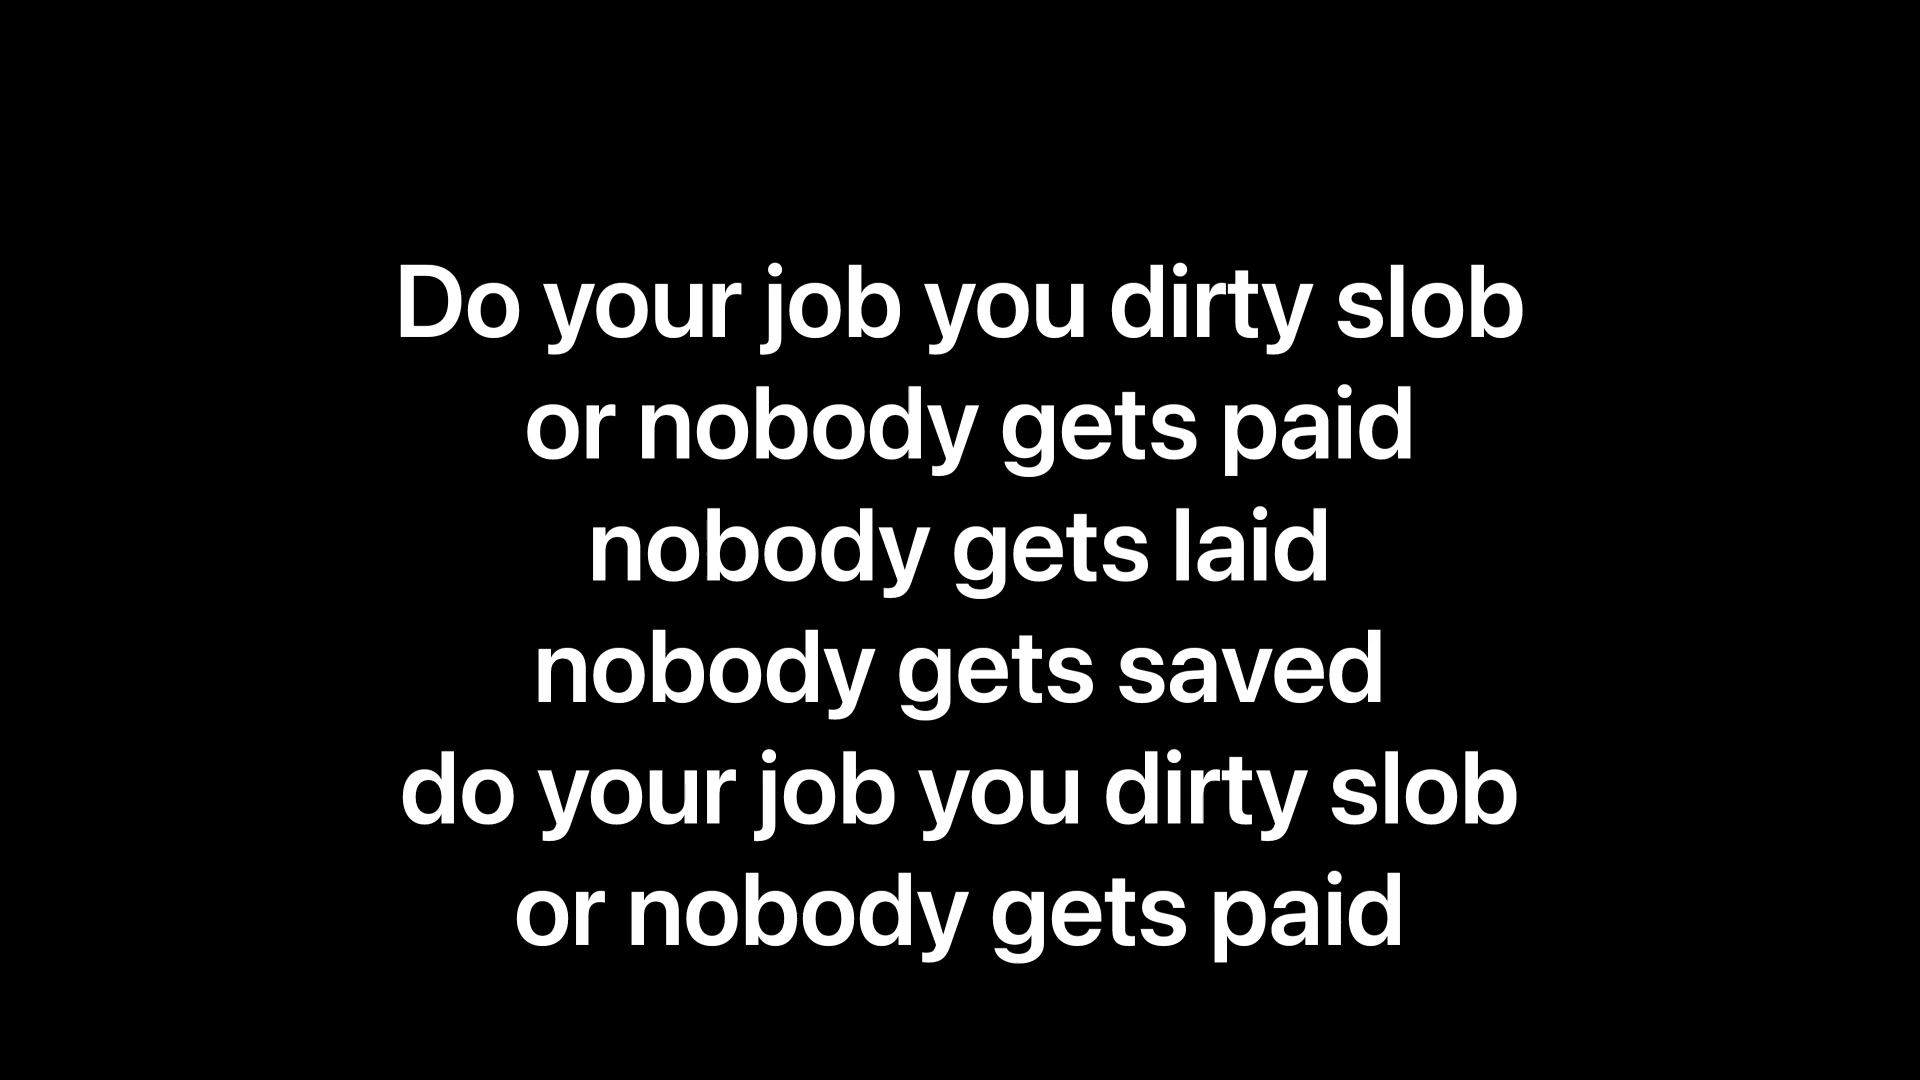 Do your job you dirty slob
or nobody gets paid
nobody gets laid
nobody gets saved
do your job you dirty slob
or nobody gets paid